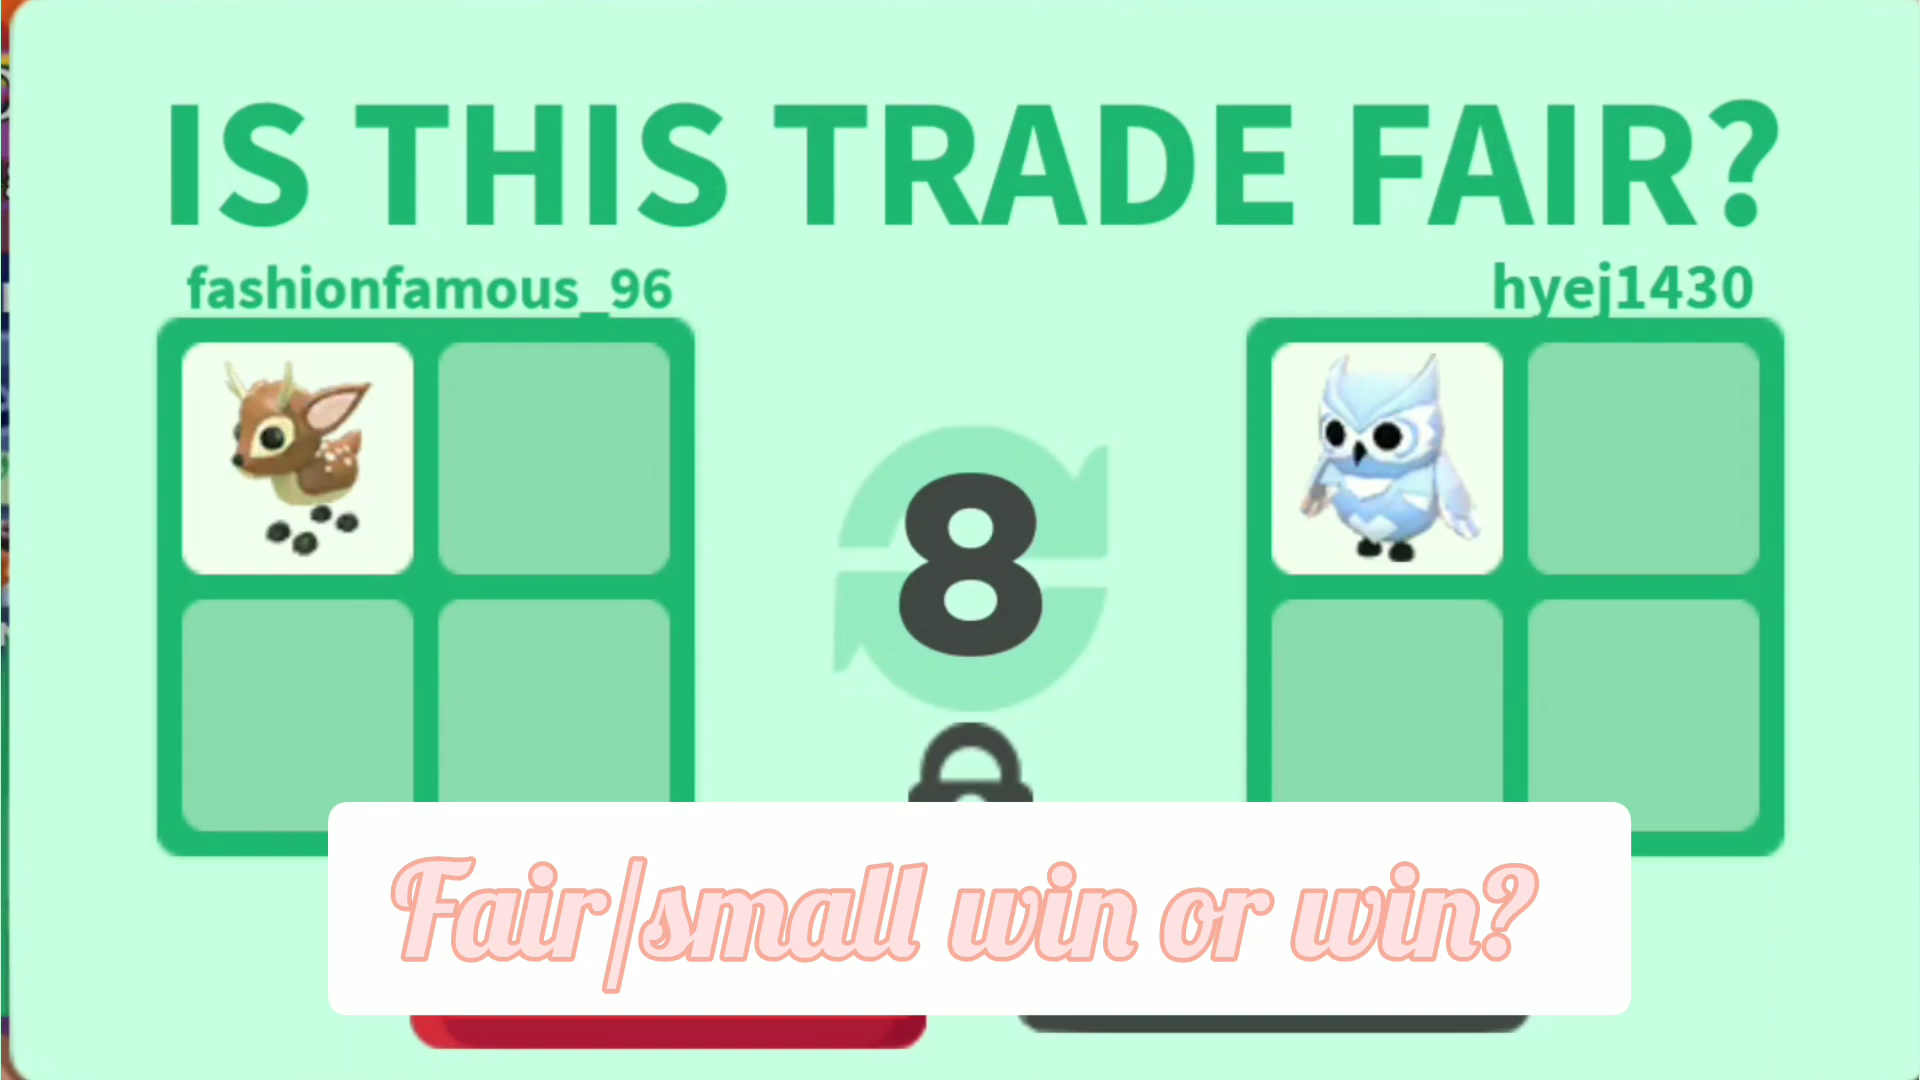 IS THIS TRADE FAIR?
fashionfamous_96
hyej1430
8
Fair/small win or win?